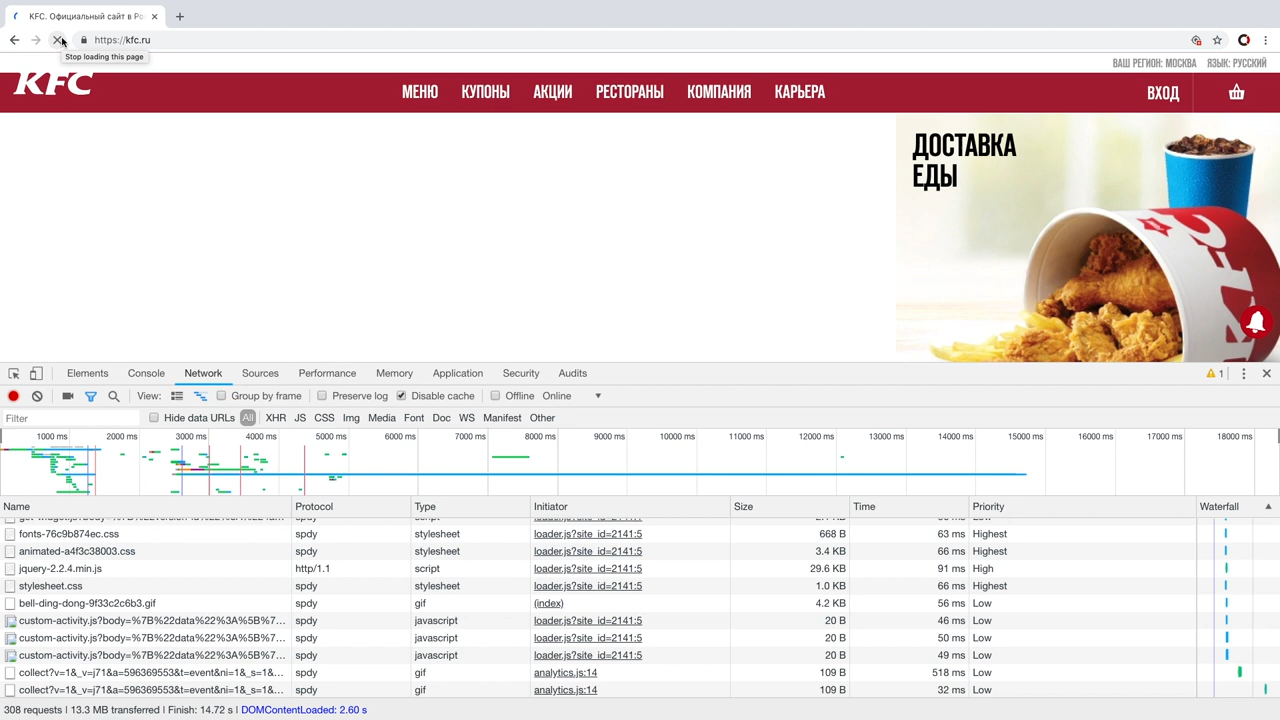 KFC. Официальный сайт в Ро
https://kfc.ru
Stop loading this page
ВАШ РЕГИОН: МОСКВА ЯЗЫК: РУССКИЙ
KFC
МЕНЮ КУПОНЫ АКЦИИ РЕСТОРАНЫ КОМПАНИЯ КАРЬЕРА ВХОД
ДОСТАВКА
ЕДЫ
Elements Console Network Sources Performance Memory Application Security Audits 1
View: Group by frame Preserve log Disable cache Offline Online
Filter Hide data URLs All XHR JS CSS Img Media Font Doc WS Manifest Other
1000 ms 2000 ms 3000 ms 4000 ms 5000 ms 6000 ms 7000 ms 8000 ms 9000 ms 10000 ms 11000 ms 12000 ms 13000 ms 14000 ms 15000 ms 16000 ms 17000 ms 18000 ms
Name Protocol Type Initiator Size Time Priority Waterfall
fonts-76c9b874ec.css spdy stylesheet loader.js?site_id=2141:5 668 B 63 ms Highest
animated-a4f3c38003.css spdy stylesheet loader.js?site_id=2141:5 3.4 KB 66 ms Highest
jquery-2.2.4.min.js http/1.1 script loader.js?site_id=2141:5 29.6 KB 91 ms High
stylesheet.css spdy stylesheet loader.js?site_id=2141:5 1.0 KB 66 ms Highest
bell-ding-dong-9f33c2c6b3.gif spdy gif (index) 4.2 KB 56 ms Low
custom-activity.js?body=%7B%22data%22%3A%5B%7... spdy javascript loader.js?site_id=2141:5 20 B 46 ms Low
custom-activity.js?body=%7B%22data%22%3A%5B%7... spdy javascript loader.js?site_id=2141:5 20 B 50 ms Low
custom-activity.js?body=%7B%22data%22%3A%5B%7... spdy javascript loader.js?site_id=2141:5 20 B 49 ms Low
collect?v=1&_v=j71&a=596369553&t=event&ni=1&_s=1&... spdy gif analytics.js:14 109 B 518 ms Low
collect?v=1&_v=j71&a=596369553&t=event&ni=1&_s=1&... spdy gif analytics.js:14 109 B 32 ms Low
308 requests | 13.3 MB transferred | Finish: 14.72 s | DOMContentLoaded: 2.60 s